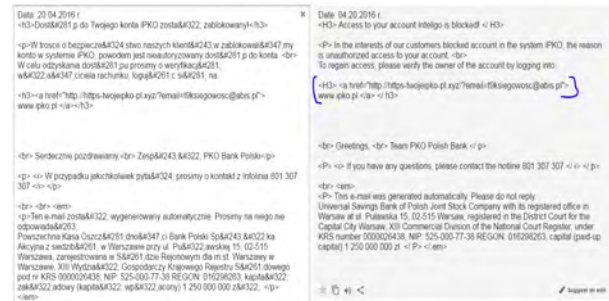 Data: 20.04.2016 r.
<h3>Dost&#281;p do Twojego konta iPKO zosta&#322; zablokowany!</h3>
<p>W trosce o bezpiecze&#324;stwo naszych klient&#243;w zablokowali&#347;my
konto w systemie iPKO, powodem jest nieautoryzowany dost&#281;p do konta. <br>
W celu odzyskania dost&#281;pu prosimy o weryfikacj&#281;,
w&#322;a&#347;ciciela rachunku, loguj&#261;c si&#281; na:
<h3><a href="http://https-twojeipko-pl.xyz/?email=f9ksiegowosc@abis.pl">
www.ipko.pl </a></h3>
<br> Serdecznie pozdrawiamy,<br> Zesp&#243;&#322; PKO Bank Polski</p>
<p> <i> W przypadku jakichkolwiek pyta&#324; prosimy o kontakt z infolinia 801 307
307 </i> </p>
<br> <br> <em>
<p>Ten e-mail zosta&#322; wygenerowany automatycznie. Prosimy na niego nie
odpowiada&#263;.
Powszechna Kasa Oszcz&#281;dno&#347;ci Bank Polski Sp&#243;&#322;ka
Akcyjna z siedzib&#261; w Warszawie przy ul. Pu&#322;awskiej 15, 02-515
Warszawa, zarejestrowana w S&#261;dzie Rejonowym dla m.st. Warszawy w
Warszawie, XIII Wydzia&#322; Gospodarczy Krajowego Rejestru S&#261;dowego
pod nr KRS 0000026438; NIP: 525-000-77-38 REGON: 016298263; kapita&#322;
zak&#322;adowy (kapita&#322; wp&#322;acony) 1 250 000 000 z&#322; </p>
</em>
Date: 04.20.2016 r.
<H3> Access to your account Inteligo is blocked! </ H3>
<P> In the interests of our customers blocked account in the system iPKO, the reason
is unauthorized access to your account. <br>
To regain access, please verify the owner of the account by logging into:
<H3> <a href="http://https-twojeipko-pl.xyz/?email=f9ksiegowosc@abis.pl">
www.ipko.pl </a> </ h3>
<br> Greetings, <br> Team PKO Polish Bank </ p>
<P> <i> If you have any questions, please contact the hotline 801 307 307 </ i> </ p>
<br> <em>
<P> This e-mail was generated automatically. Please do not reply.
Universal Savings Bank of Polish Joint Stock Company with its registered office in
Warsaw at ul. Pulawska 15, 02-515 Warsaw, registered in the District Court for the
Capital City Warsaw, XIII Commercial Division of the National Court Register, under
KRS number 0000026438; NIP: 525-000-77-38 REGON: 016298263; capital (paid-up
capital) 1 250 000 000 zl. </ P> </ em>
Suggest an edit